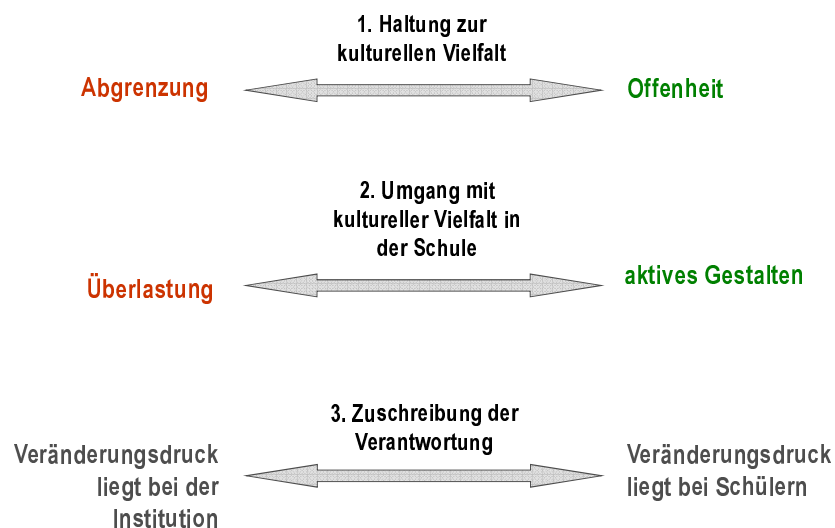 1. Haltung zur
kulturellen Vielfalt
Abgrenzung
Offenheit
2. Umgang mit
kultureller Vielfalt in
der Schule
Überlastung
aktives Gestalten
3. Zuschreibung der
Verantwortung
Veränderungsdruck
liegt bei der
Institution
Veränderungsdruck
liegt bei Schülern